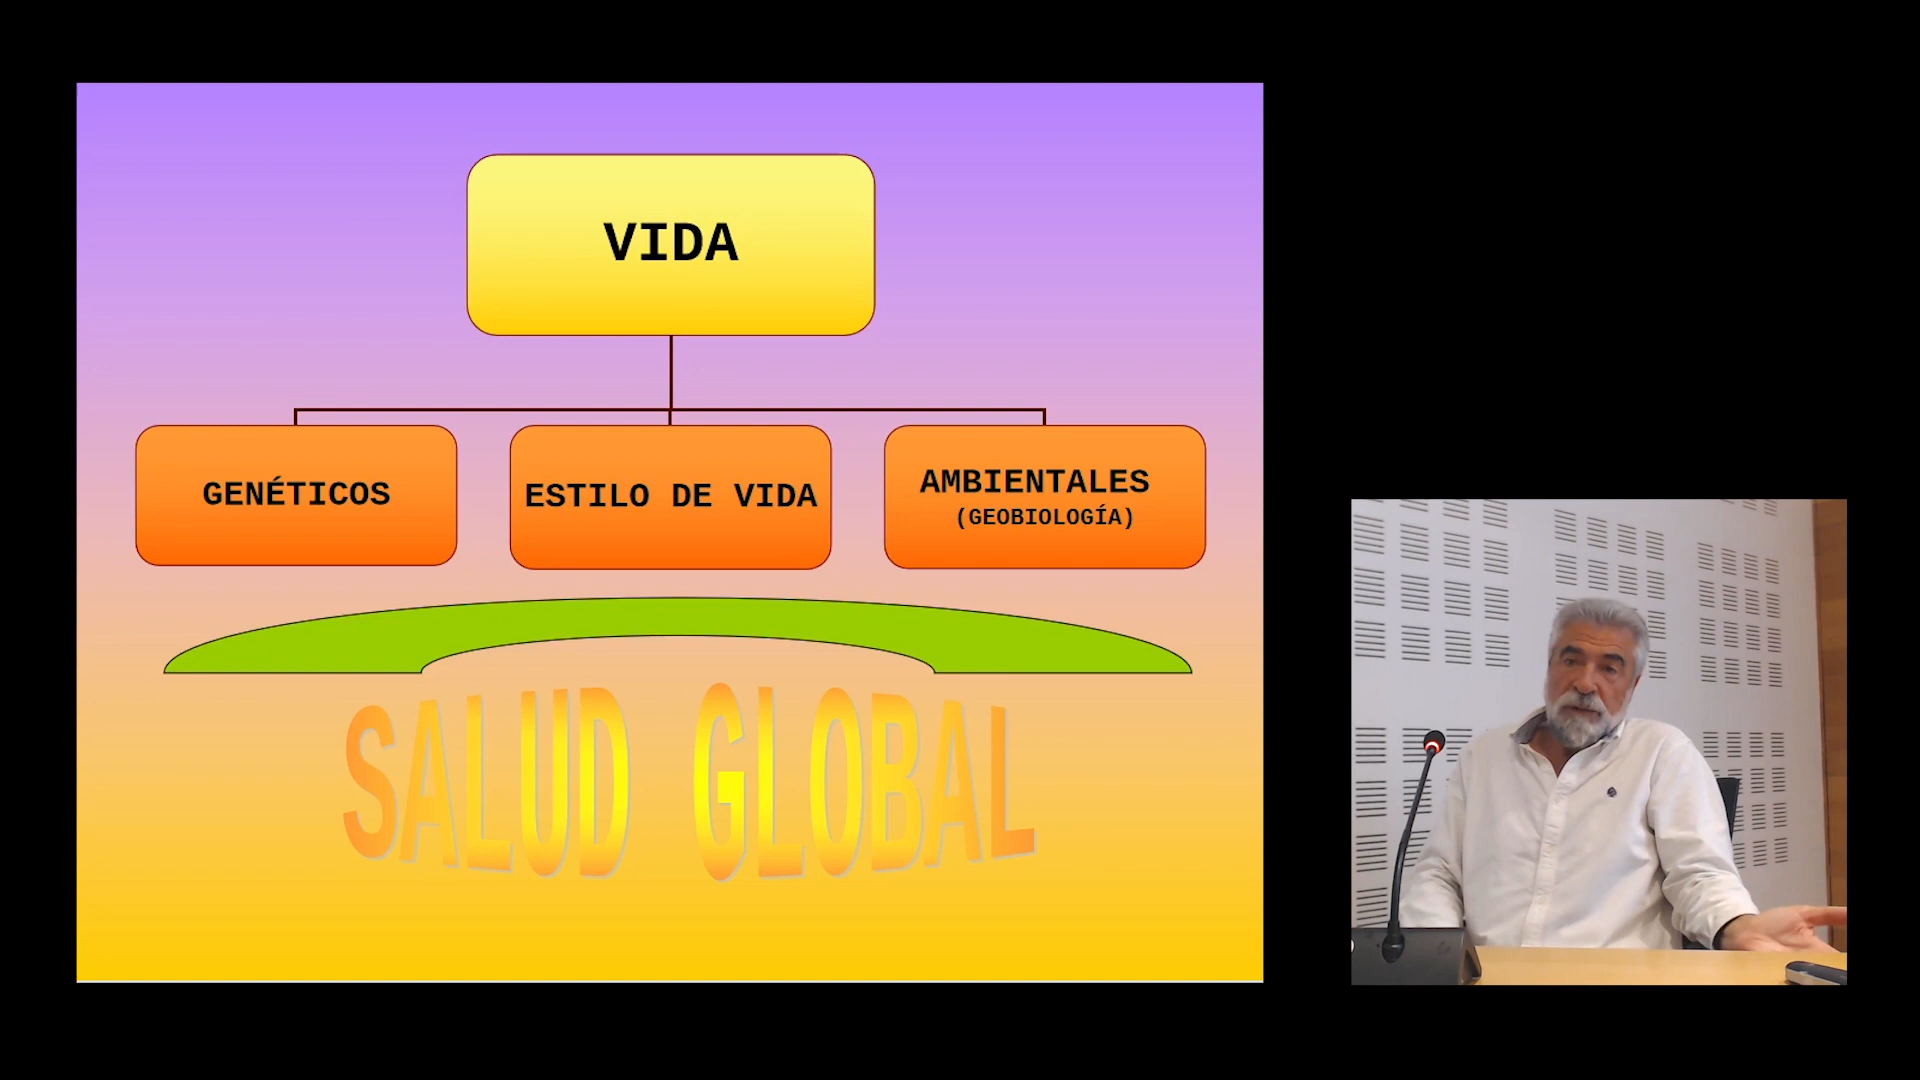 VIDA
GENÉTICOS
ESTILO DE VIDA
AMBIENTALES
(GEOBIOLOGÍA)
SALUD GLOBAL